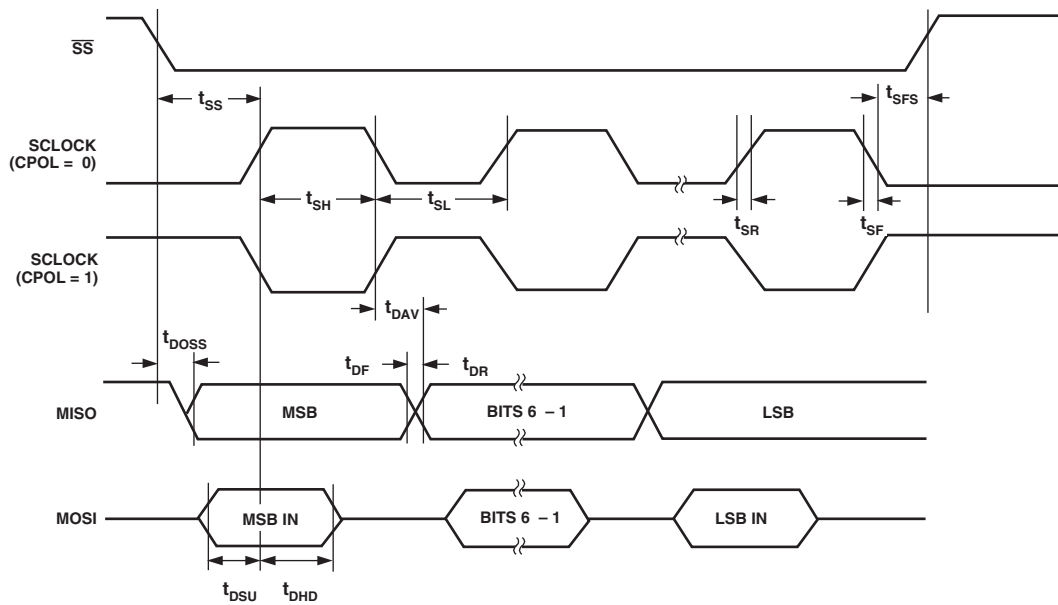 SS
tSS
tSFS
SCLOCK
(CPOL = 0)
tSH
tSL
tSR
tSF
SCLOCK
(CPOL = 1)
tDAV
tDOSS
tDF
tDR
MISO
MSB
BITS 6 – 1
LSB
MOSI
MSB IN
BITS 6 – 1
LSB IN
tDSU
tDHD